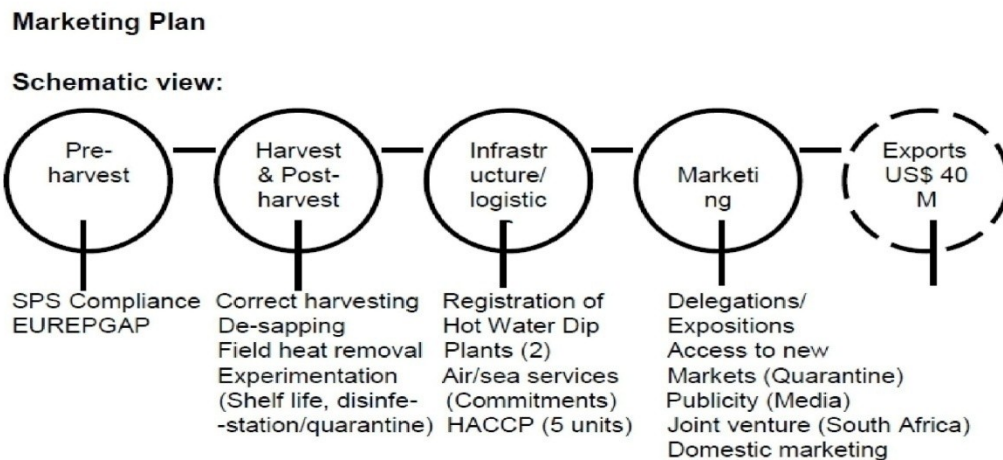 Marketing Plan
Schematic view:
Pre-
harvest
Harvest
& Post-
harvest
Infrastr
ucture/
logistic
Marketi
ng
Exports
US$ 40
M
SPS Compliance
EUREPGAP
Correct harvesting
De-sapping
Field heat removal
Experimentation
(Shelf life, disinfe-
-station/quarantine)
Registration of
Hot Water Dip
Plants (2)
Air/sea services
(Commitments)
HACCP (5 units)
Delegations/
Expositions
Access to new
Markets (Quarantine)
Publicity (Media)
Joint venture (South Africa)
Domestic marketing